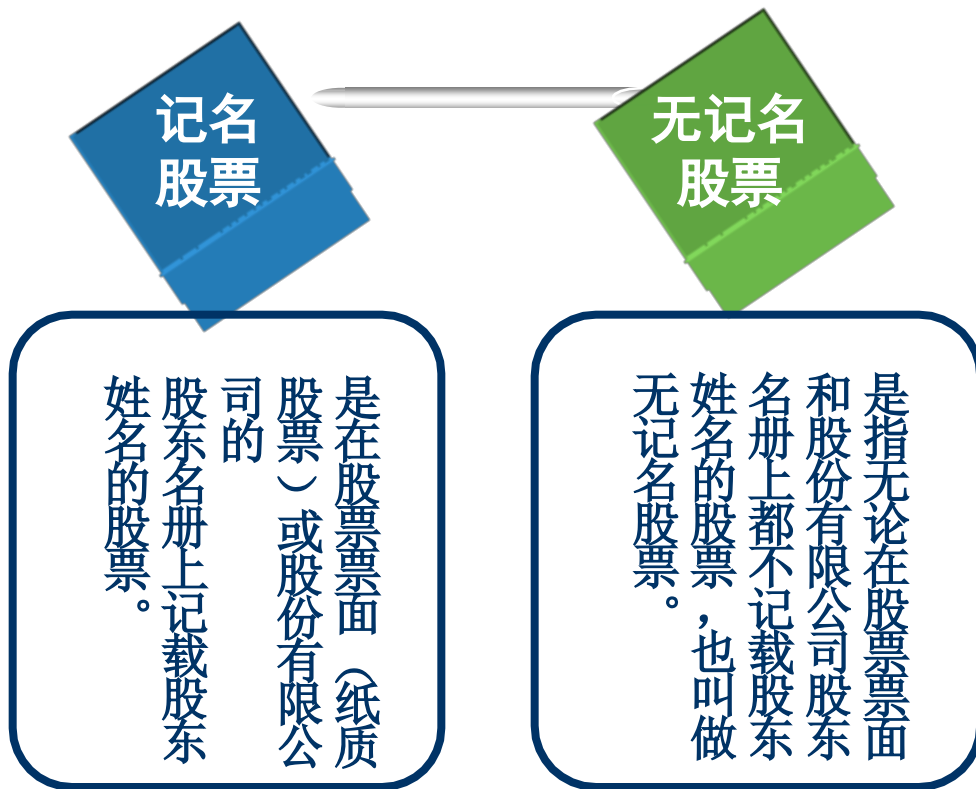 记名
股票
无记名
股票
是在股票票面（纸质
股票）或股份有限公
司的
股东名册上记载股东
姓名的股票。
是指无论在股票票面
和股份有限公司股东
名册上都不记载股东
姓名的股票，也叫做
无记名股票。